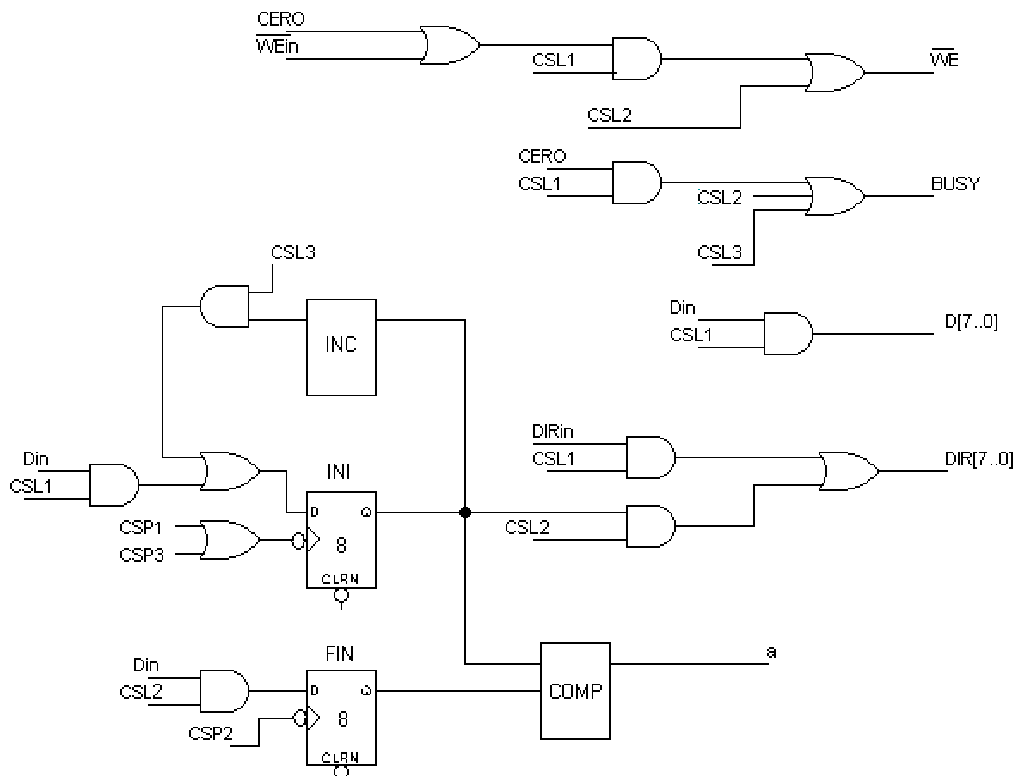 CERO
WEin
CSL1
WE
CSL2
CERO
CSL1
CSL2
BUSY
CSL3
CSL3
Din
CSL1
D[7..0]
INC
DIRin
CSL1
DIR[7..0]
Din
CSL1
INI
D Q
CSL2
CSP1
CSP3
8
CLRN
FIN
a
Din
CSL2
D Q
COMP
CSP2
8
CLRN